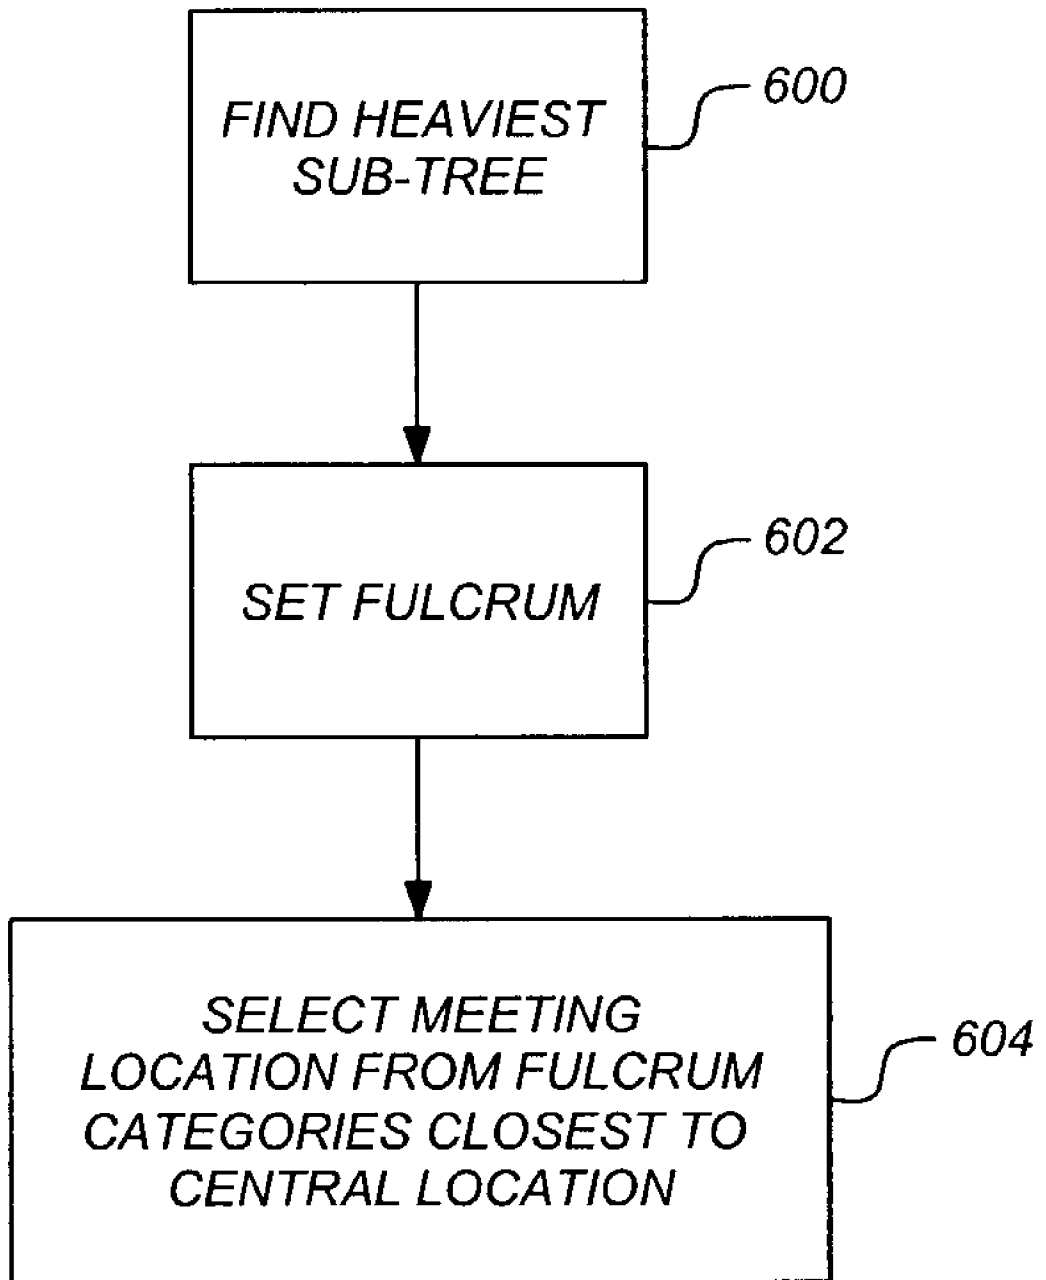 FIND HEAVIEST
SUB-TREE
600
SET FULCRUM
602
SELECT MEETING
LOCATION FROM FULCRUM
CATEGORIES CLOSEST TO
CENTRAL LOCATION
604